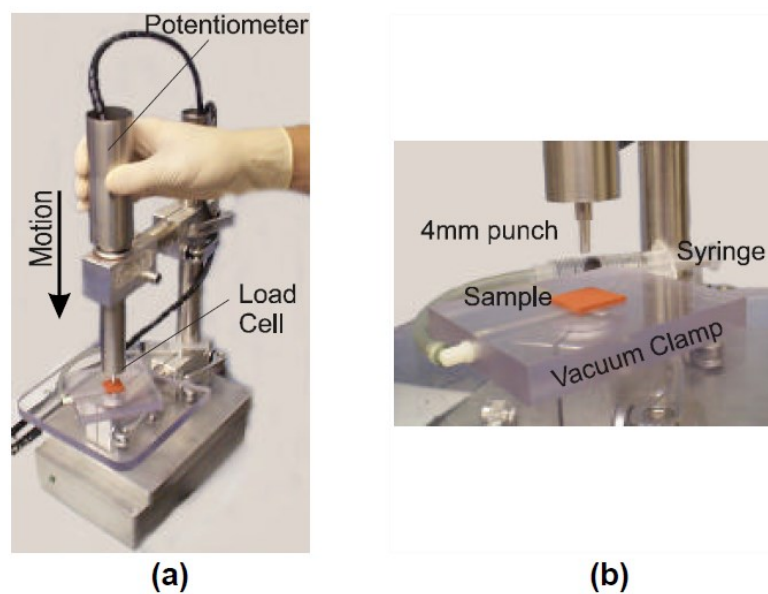 Potentiometer
Motion
Load
Cell
(a)
4mm punch
Syringe
Sample
Vacuum Clamp
(b)